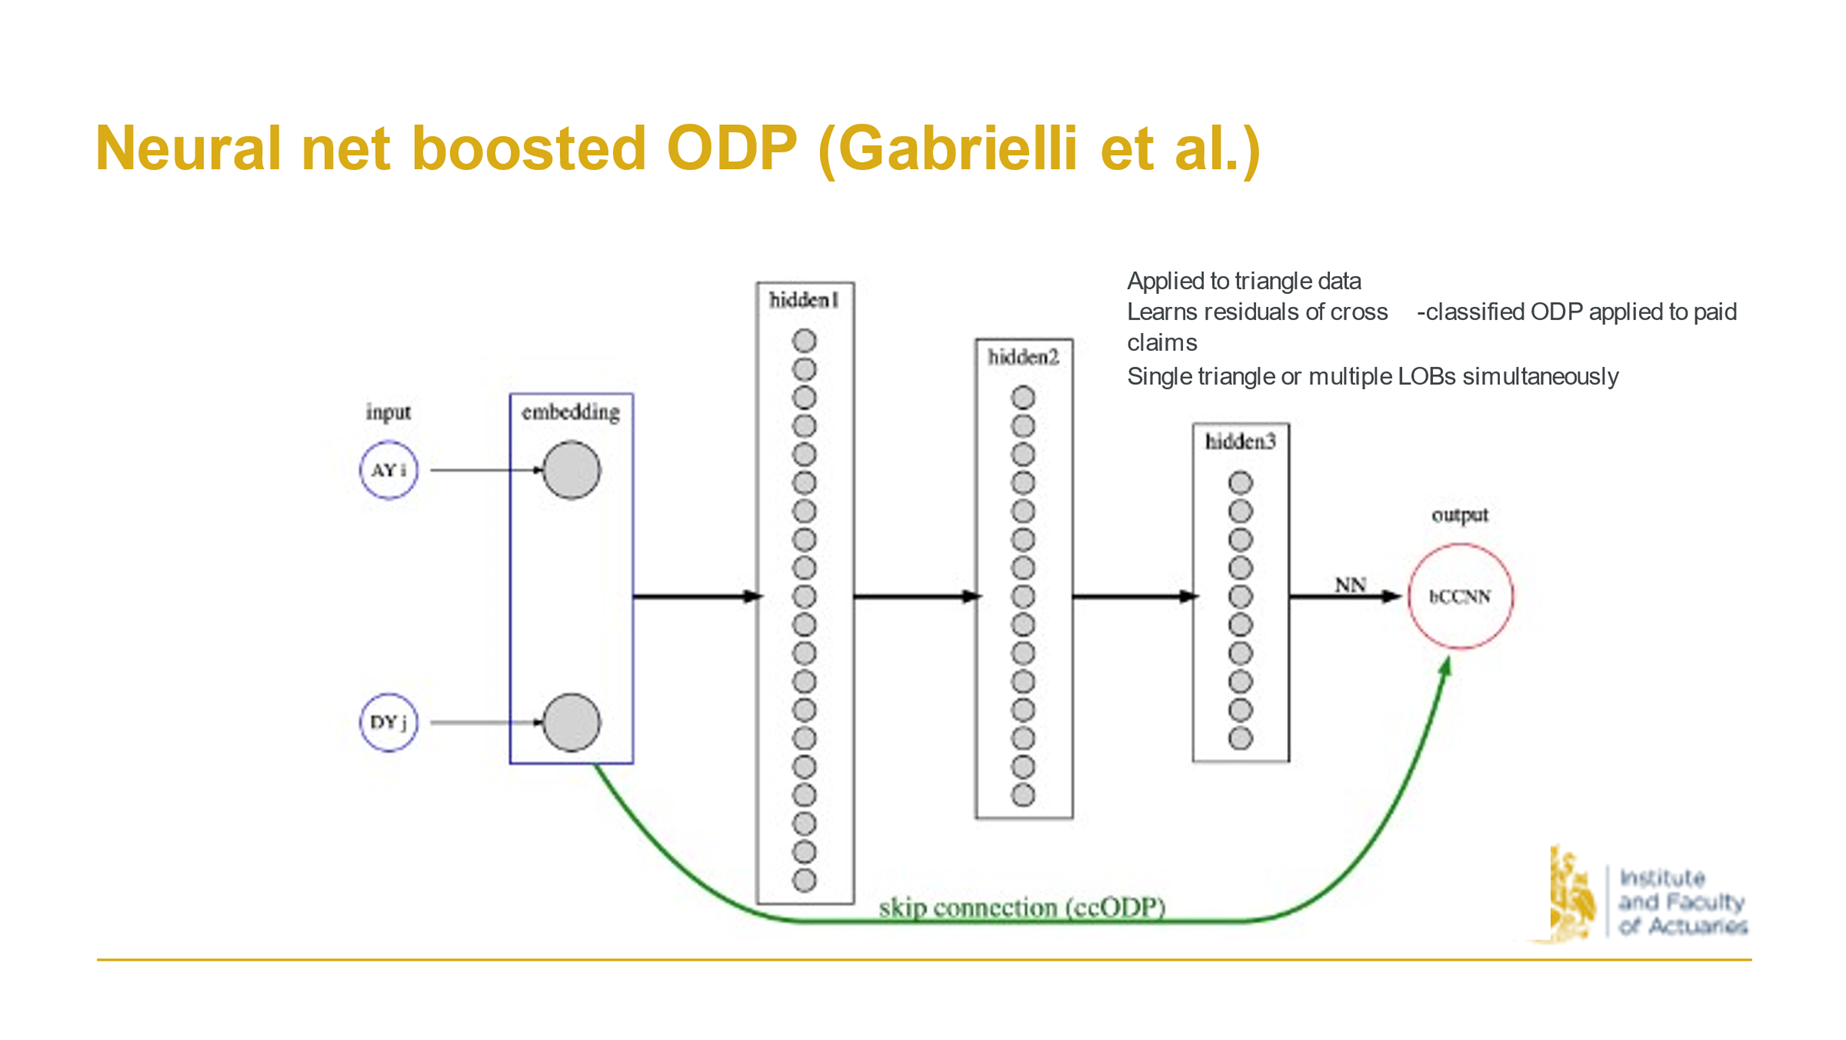 Neural net boosted ODP (Gabrielli et al.)
Applied to triangle data
Learns residuals of cross -classified ODP applied to paid
claims
Single triangle or multiple LOBs simultaneously
hidden1
hidden2
hidden3
input
embedding
AY i
DY j
output
NN
bCCNN
skip connection (ccODP)
Institute
and Faculty
of Actuaries